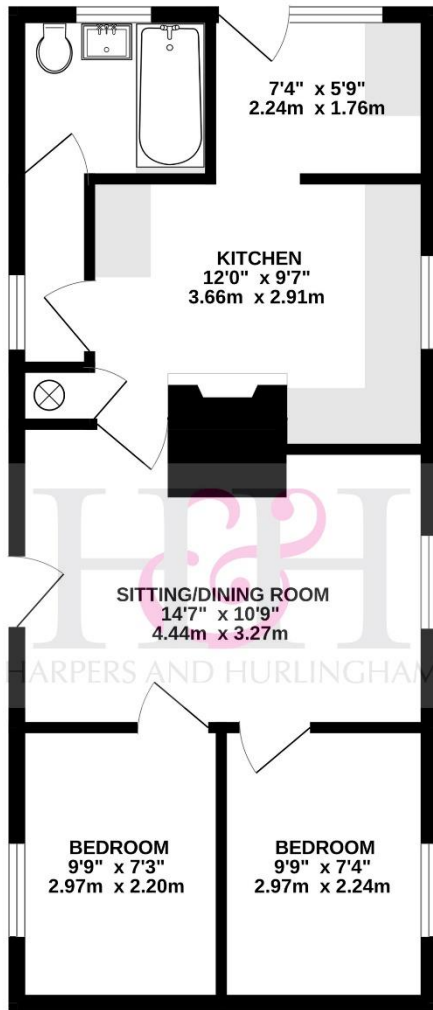 7'4" x 5'9"
2.24m x 1.76m
KITCHEN
12'0" x 9'7"
3.66m x 2.91m
H&H
SITTING/DINING ROOM
14'7" x 10'9"
4.44m x 3.27m
HARPERS AND HURLINGHAM
BEDROOM
9'9" x 7'3"
2.97m x 2.20m
BEDROOM
9'9" x 7'4"
2.97m x 2.24m